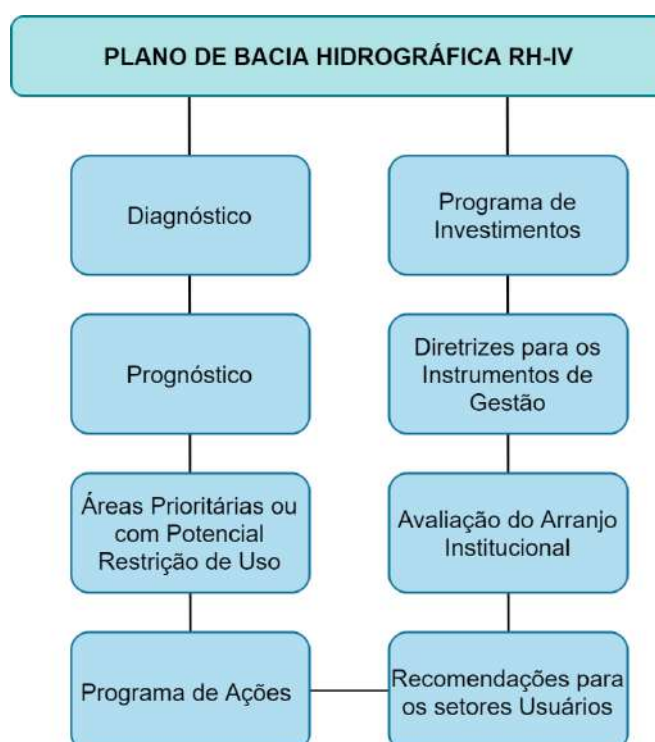 PLANO DE BACIA HIDROGRÁFICA RH-IV
Diagnóstico
Prognóstico
Áreas Prioritárias ou
com Potencial
Restrição de Uso
Programa de Ações
Programa de
Investimentos
Diretrizes para os
Instrumentos de
Gestão
Avaliação do Arranjo
Institucional
Recomendações para
os setores Usuários